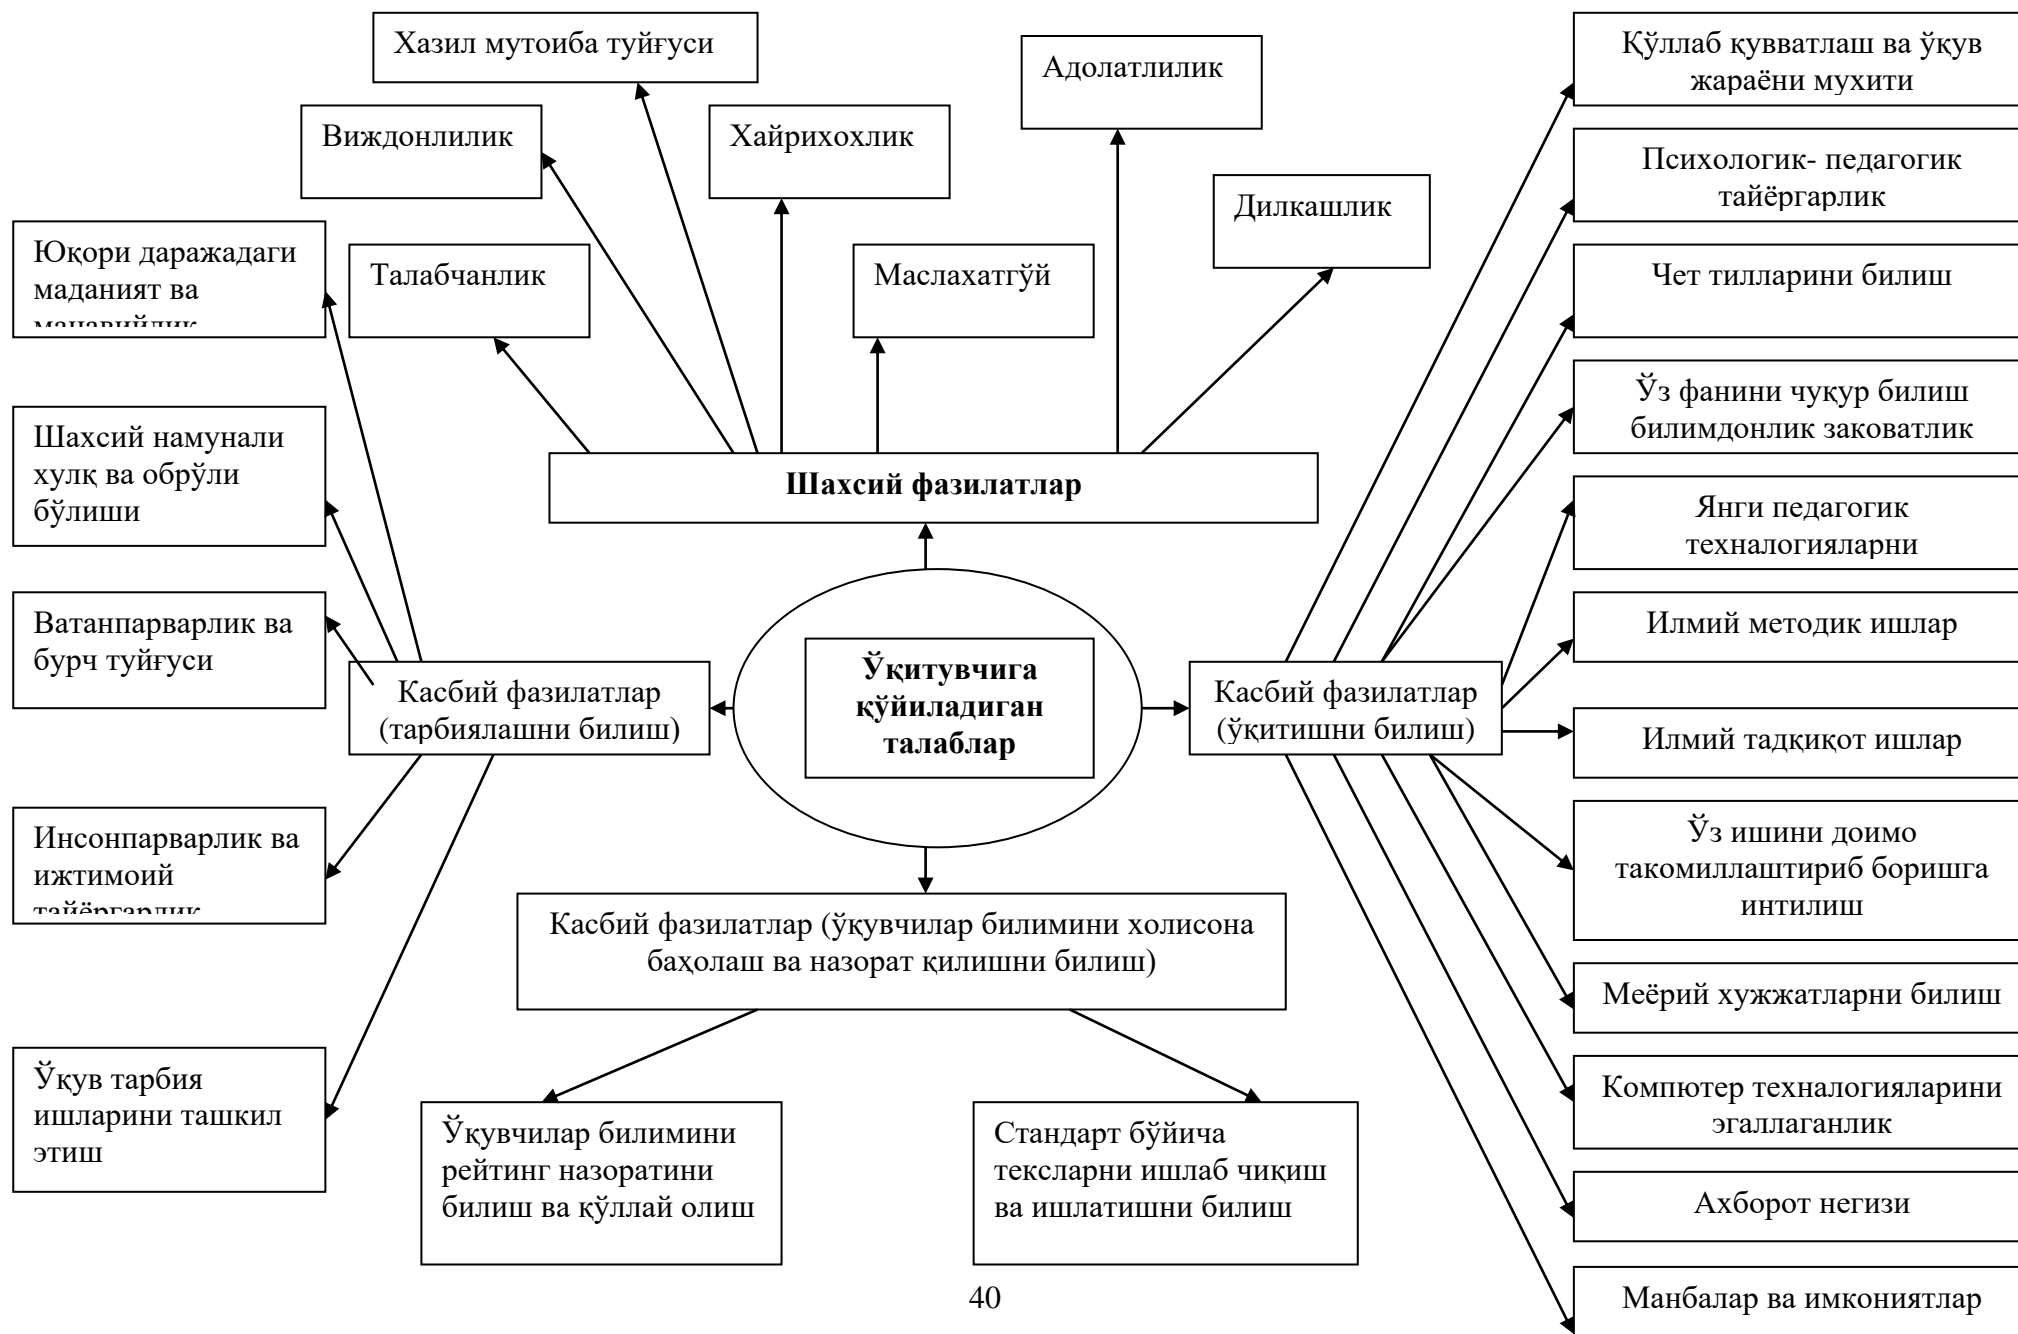 Хазил мутоиба туйғуси
Адолатлилик
Қўллаб қувватлаш ва ўқув
жараёни мухити
Виждонлилик
Хайрихохлик
Психологик- педагогик
тайёргарлик
Дилкашлик
Юқори даражадаги
маданият ва
манавийлик
Талабчанлик
Маслахатгўй
Чет тилларини билиш
Ўз фанини чуқур билиш
билимдонлик заковатлик
Шахсий намунали
хулқ ва обрўли
бўлиши
Шахсий фазилатлар
Янги педагогик
техналогияларни
Ватанпарварлик ва
бурч туйғуси
Илмий методик ишлар
Ўқитувчига
қўйиладиган
талаблар
Касбий фазилатлар
(тарбиялашни билиш)
Касбий фазилатлар
(ўқитишни билиш)
Илмий тадқиқот ишлар
Инсонпарварлик ва
ижтимоий
тайёргарлик
Ўз ишини доимо
такомиллаштириб боришга
интилиш
Касбий фазилатлар (ўқувчилар билимини холисона
баҳолаш ва назорат қилишни билиш)
Меёрий хужжатларни билиш
Ўқув тарбия
ишларини ташкил
этиш
Компютер техналогияларини
эгаллаганлик
Ўқувчилар билимини
рейтинг назоратини
билиш ва қўллай олиш
Стандарт бўйича
тексларни ишлаб чиқиш
ва ишлатишни билиш
Ахборот негизи
Манбалар ва имкониятлар
40